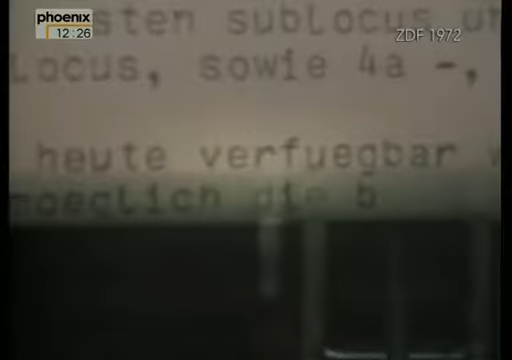 phoenix
12:26
ZDF 1972
sten sublocus
Locus, sowie 4a -,
heute verfuegbar
moeglich die b